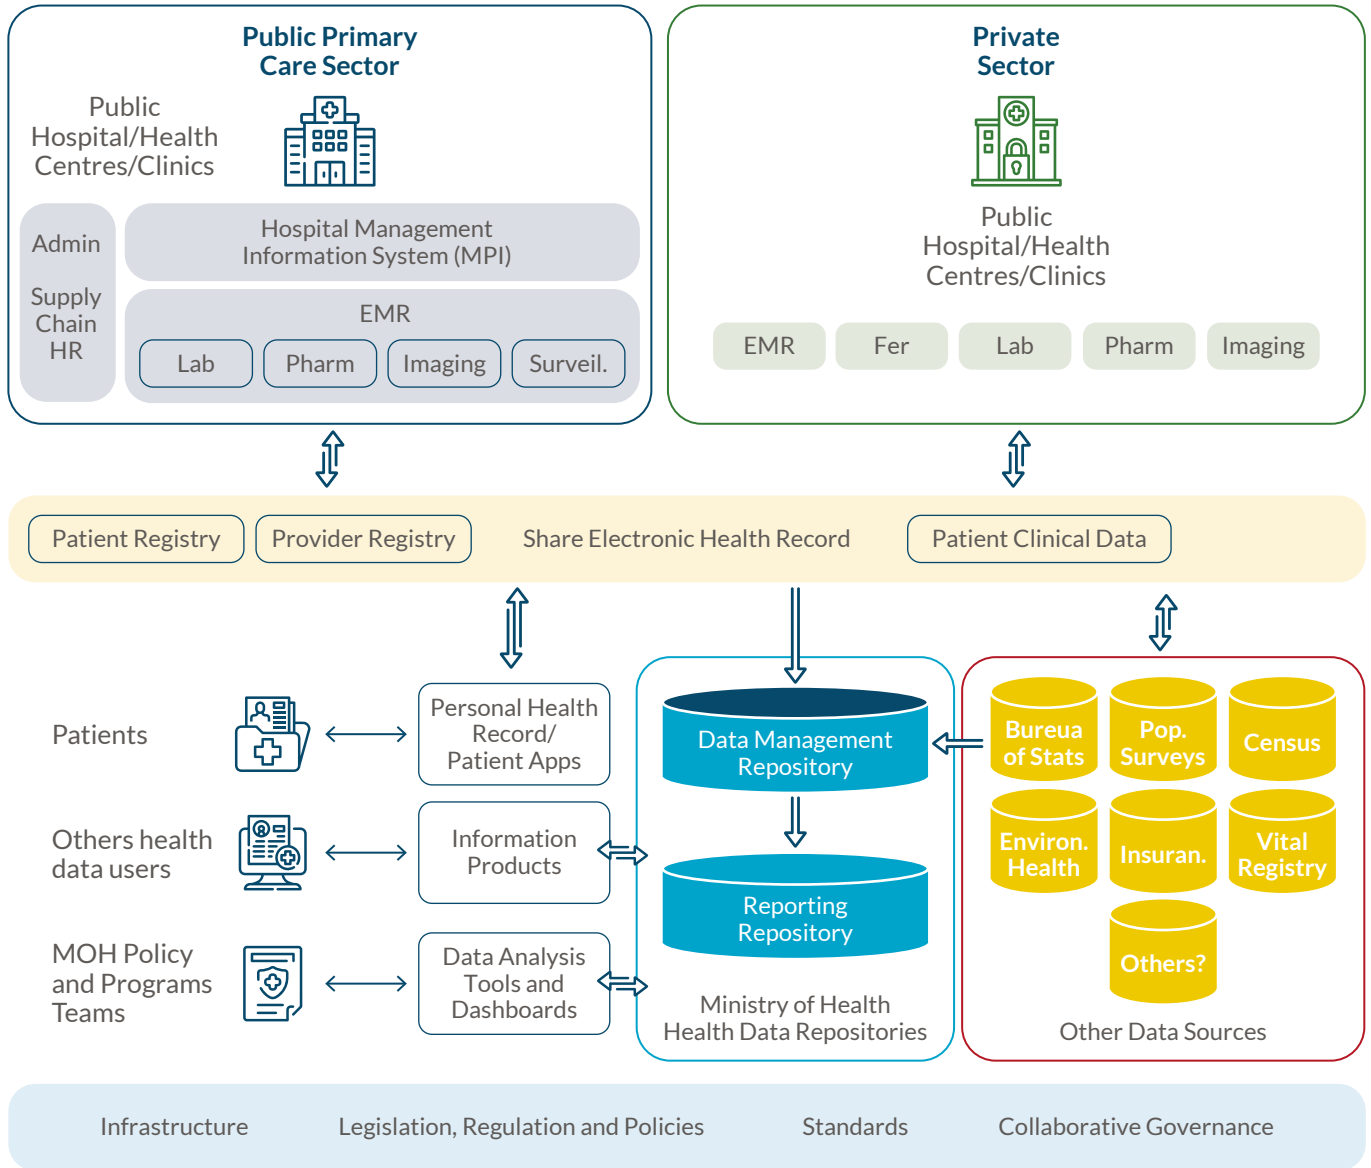 Public Primary
Care Sector
Public
Hospital/Health
Centres/Clinics
Admin
Supply
Chain
HR
Hospital Management
Information System (MPI)
EMR
Lab
Pharm
Imaging
Surveil.
Private
Sector
Public
Hospital/Health
Centres/Clinics
EMR
Fer
Lab
Pharm
Imaging
Patient Registry
Provider Registry
Share Electronic Health Record
Patient Clinical Data
Patients
Personal Health
Record/
Patient Apps
Others health
data users
Information
Products
MOH Policy
and Programs
Teams
Data Analysis
Tools and
Dashboards
Data Management
Repository
Reporting
Repository
Ministry of Health
Health Data Repositories
Bureua
of Stats
Pop.
Surveys
Census
Environ.
Health
Insuran.
Vital
Registry
Others?
Other Data Sources
Infrastructure
Legislation, Regulation and Policies
Standards
Collaborative Governance